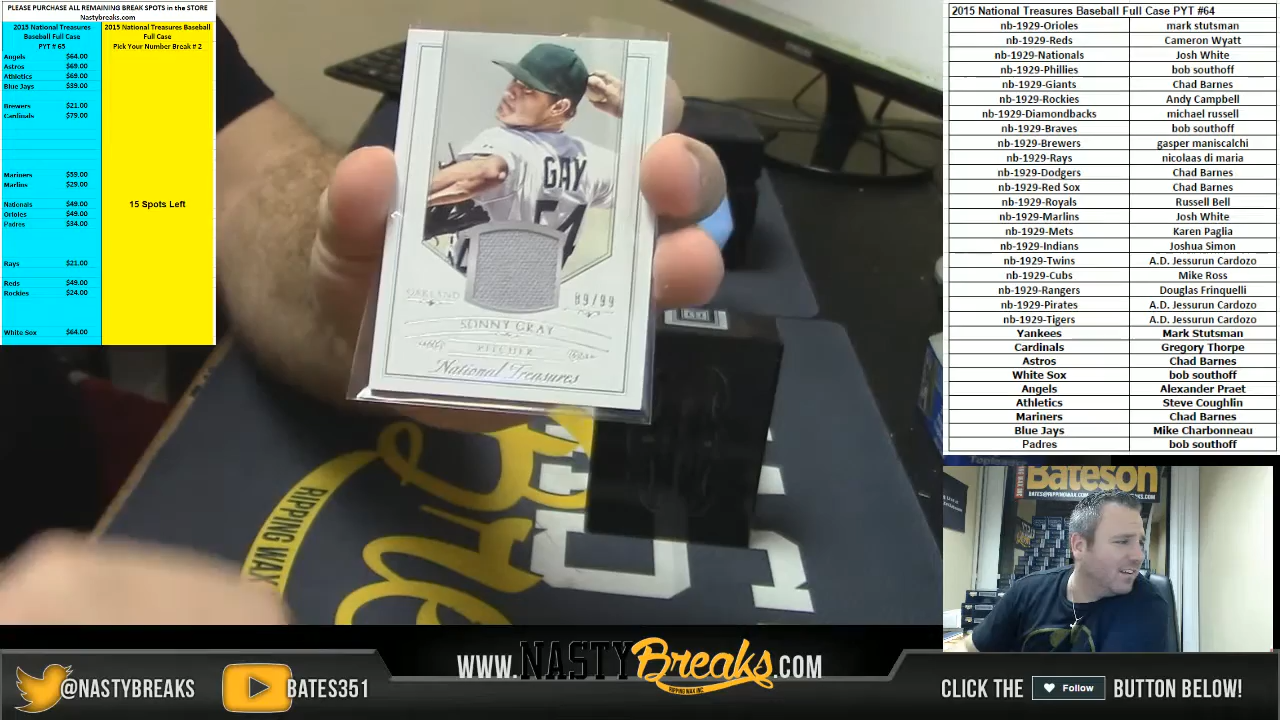 PLEASE PURCHASE ALL REMAINING BREAK SPOTS in the STORE
Nastybreaks.com
2015 National Treasures
Baseball Full Case
PYT # 65
Angels $64.00
Astros $69.00
Athletics $69.00
Blue Jays $39.00
Brewers $21.00
Cardinals $79.00
Mariners $59.00
Marlins $29.00
Nationals $49.00
Orioles $49.00
Padres $34.00
Rays $21.00
Reds $49.00
Rockies $24.00
White Sox $64.00
2015 National Treasures Baseball
Full Case
Pick Your Number Break # 2
15 Spots Left
GAY
54
OAKLAND
89/99
SONNY GRAY
PITCHER
National Treasures
RIPPING WAX
2015 National Treasures Baseball Full Case PYT #64
nb-1929-Orioles mark stutsman
nb-1929-Reds Cameron Wyatt
nb-1929-Nationals Josh White
nb-1929-Phillies bob southoff
nb-1929-Giants Chad Barnes
nb-1929-Rockies Andy Campbell
nb-1929-Diamondbacks michael russell
nb-1929-Braves bob southoff
nb-1929-Brewers gasper maniscalchi
nb-1929-Rays nicolaas di maria
nb-1929-Dodgers Chad Barnes
nb-1929-Red Sox Chad Barnes
nb-1929-Royals Russell Bell
nb-1929-Marlins Josh White
nb-1929-Mets Karen Paglia
nb-1929-Indians Joshua Simon
nb-1929-Twins A.D. Jessurun Cardozo
nb-1929-Cubs Mike Ross
nb-1929-Rangers Douglas Frinquelli
nb-1929-Pirates A.D. Jessurun Cardozo
nb-1929-Tigers A.D. Jessurun Cardozo
Yankees Mark Stutsman
Cardinals Gregory Thorpe
Astros Chad Barnes
White Sox bob southoff
Angels Alexander Praet
Athletics Steve Coughlin
Mariners Chad Barnes
Blue Jays Mike Charbonneau
Padres bob southoff
Bateson
@NASTYBREAKS
BATES351
WWW.NASTYBreaks.COM
RIPPING WAX INC
CLICK THE Follow BUTTON BELOW!